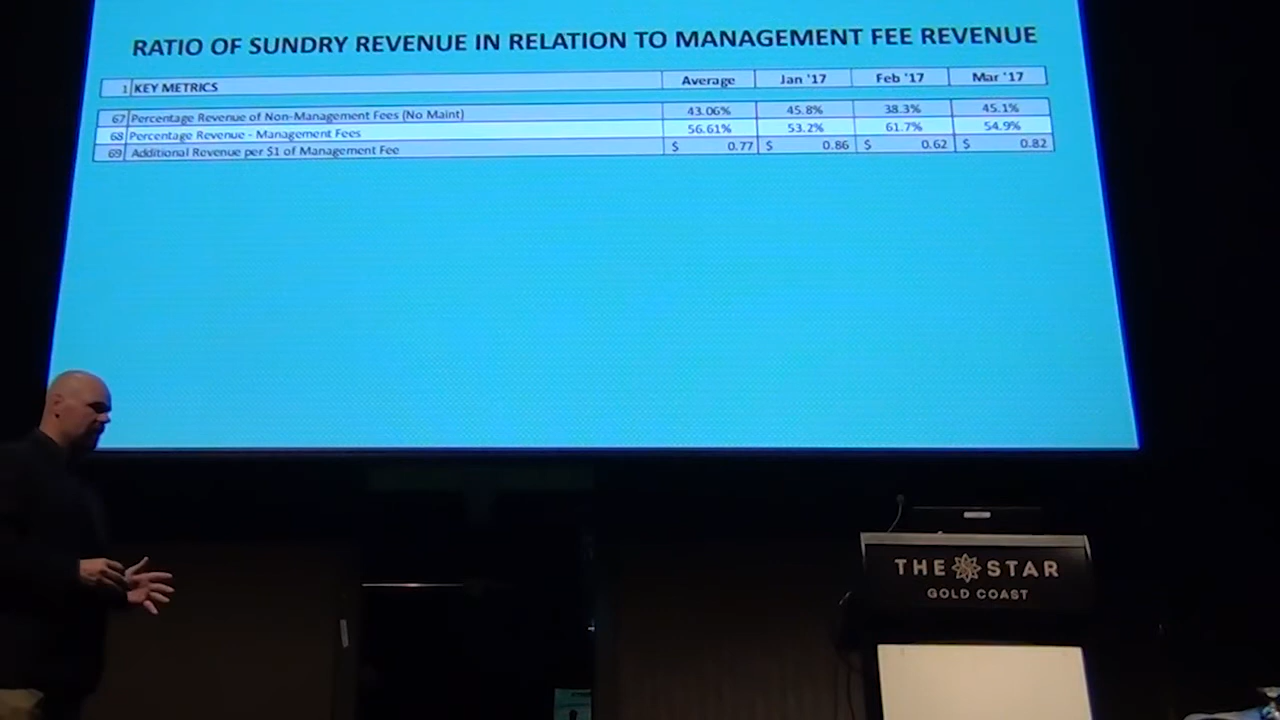 RATIO OF SUNDRY REVENUE IN RELATION TO MANAGEMENT FEE REVENUE
1 KEY METRICS Average Jan '17 Feb '17 Mar '17
67 Percentage Revenue of Non-Management Fees (No Maint) 43.06% 45.8% 38.3% 45.1%
68 Percentage Revenue - Management Fees 56.61% 53.2% 61.7% 54.9%
69 Additional Revenue per $1 of Management Fee $ 0.77 $ 0.86 $ 0.62 $ 0.82
THE STAR
GOLD COAST